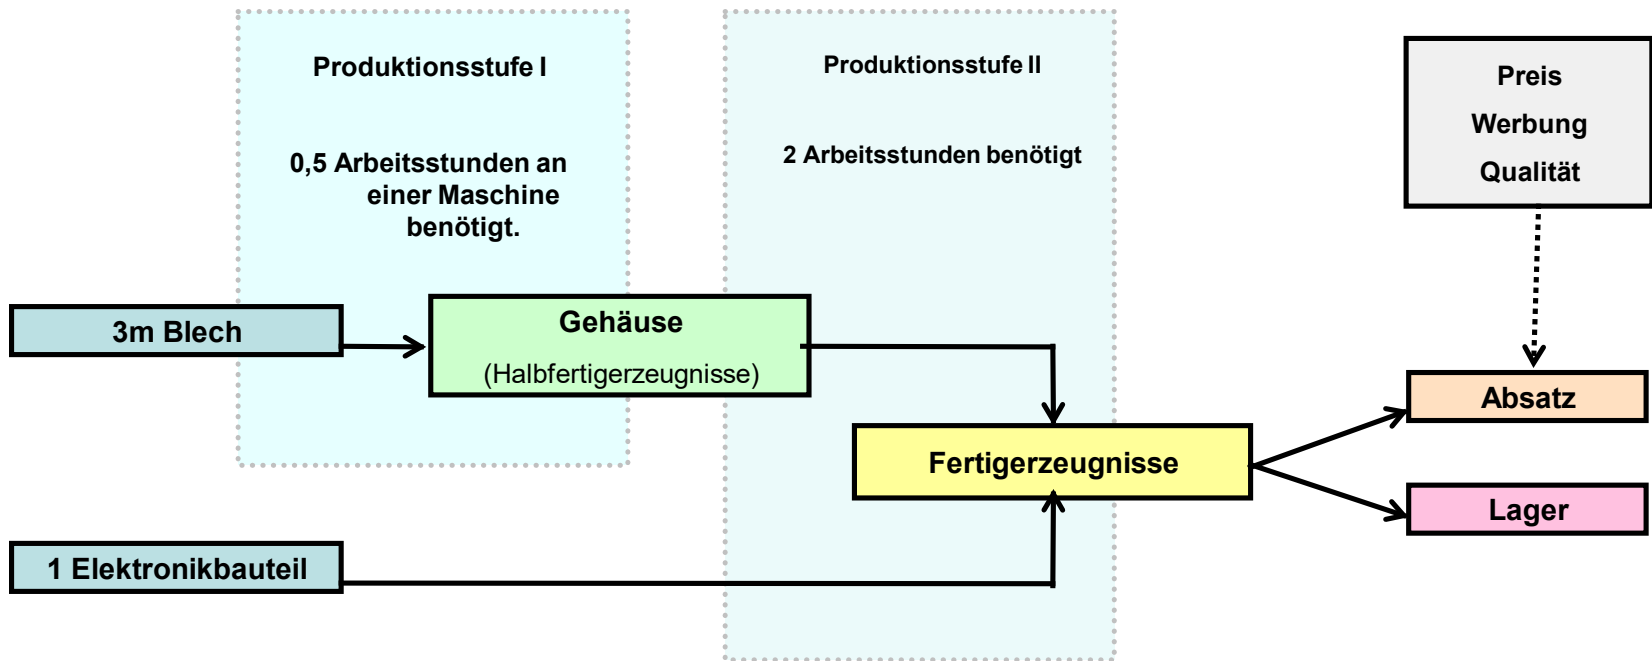 Produktionsstufe I
0,5 Arbeitsstunden an
einer Maschine
benötigt.
Produktionsstufe II
2 Arbeitsstunden benötigt
Preis
Werbung
Qualität
3m Blech
Gehäuse
(Halbfertigerzeugnisse)
Absatz
Fertigerzeugnisse
Lager
1 Elektronikbauteil